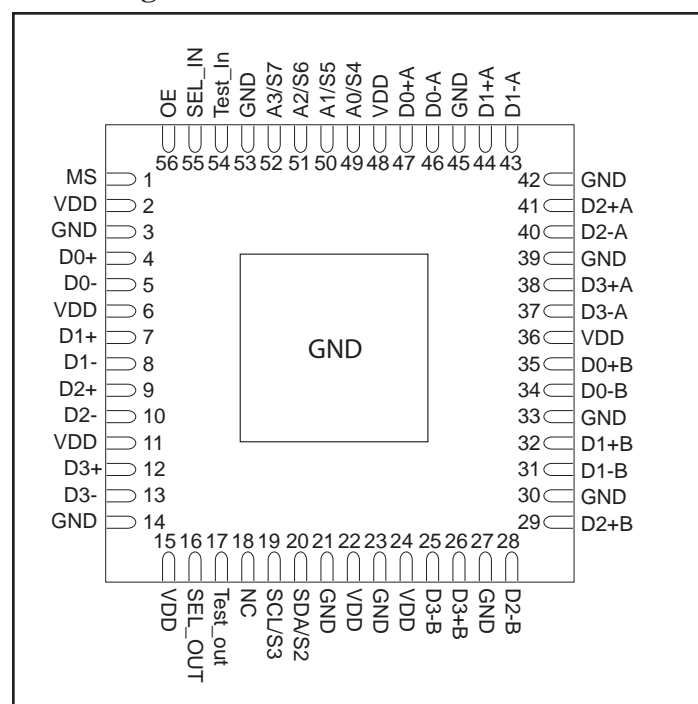 OE
SEL_IN
Test_In
GND
A3/S7
A2/S6
A1/S5
A0/S4
VDD
D0+A
D0-A
GND
D1+A
D1-A
56 55 54 53 52 51 50 49 48 47 46 45 44 43
MS 1
VDD 2
GND 3
D0+ 4
D0- 5
VDD 6
D1+ 7
D1- 8
D2+ 9
D2- 10
VDD 11
D3+ 12
D3- 13
GND 14
GND
42 GND
41 D2+A
40 D2-A
39 GND
38 D3+A
37 D3-A
36 VDD
35 D0+B
34 D0-B
33 GND
32 D1+B
31 D1-B
30 GND
29 D2+B
15 16 17 18 19 20 21 22 23 24 25 26 27 28
VDD
SEL_OUT
Test_out
NC
SCL/S3
SDA/S2
GND
VDD
GND
VDD
D3-B
D3+B
GND
D2-B